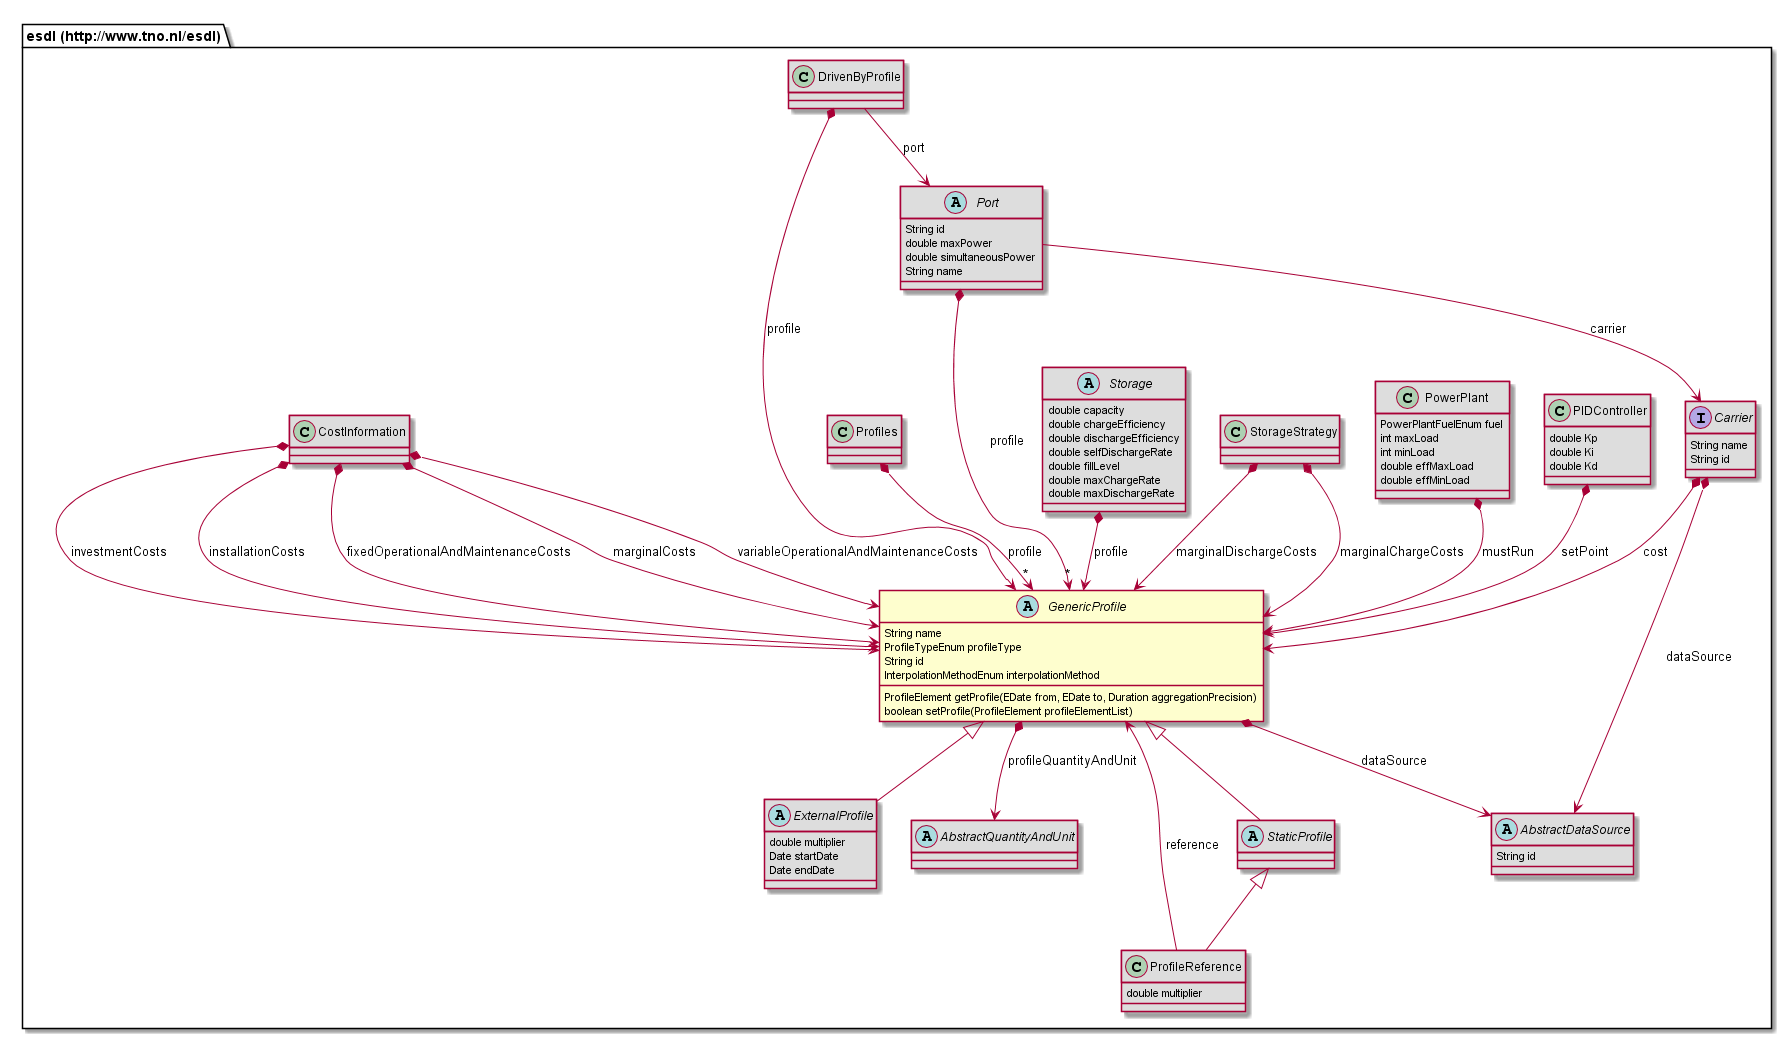 esdl (http://www.tno.nl/esdl)
C DrivenByProfile
port
A Port
String id
double maxPower
double simultaneousPower
String name
profile
carrier
A Storage
double capacity
double chargeEfficiency
double dischargeEfficiency
double selfDischargeRate
double fillLevel
double maxChargeRate
double maxDischargeRate
C PowerPlant
PowerPlantFuelEnum fuel
int maxLoad
int minLoad
double effMaxLoad
double effMinLoad
C PIDController
double Kp
double Ki
double Kd
I Carrier
String name
String id
C CostInformation
C Profiles
C StorageStrategy
profile
investmentCosts
installationCosts
fixedOperationalAndMaintenanceCosts
marginalCosts
variableOperationalAndMaintenanceCosts
profile
*
*
profile
marginalDischargeCosts
marginalChargeCosts
mustRun
setPoint
cost
A GenericProfile
String name
ProfileTypeEnum profileType
String id
InterpolationMethodEnum interpolationMethod
ProfileElement getProfile(EDate from, EDate to, Duration aggregationPrecision)
boolean setProfile(ProfileElement profileElementList)
dataSource
profileQuantityAndUnit
dataSource
A ExternalProfile
double multiplier
Date startDate
Date endDate
A AbstractQuantityAndUnit
reference
A StaticProfile
A AbstractDataSource
String id
C ProfileReference
double multiplier